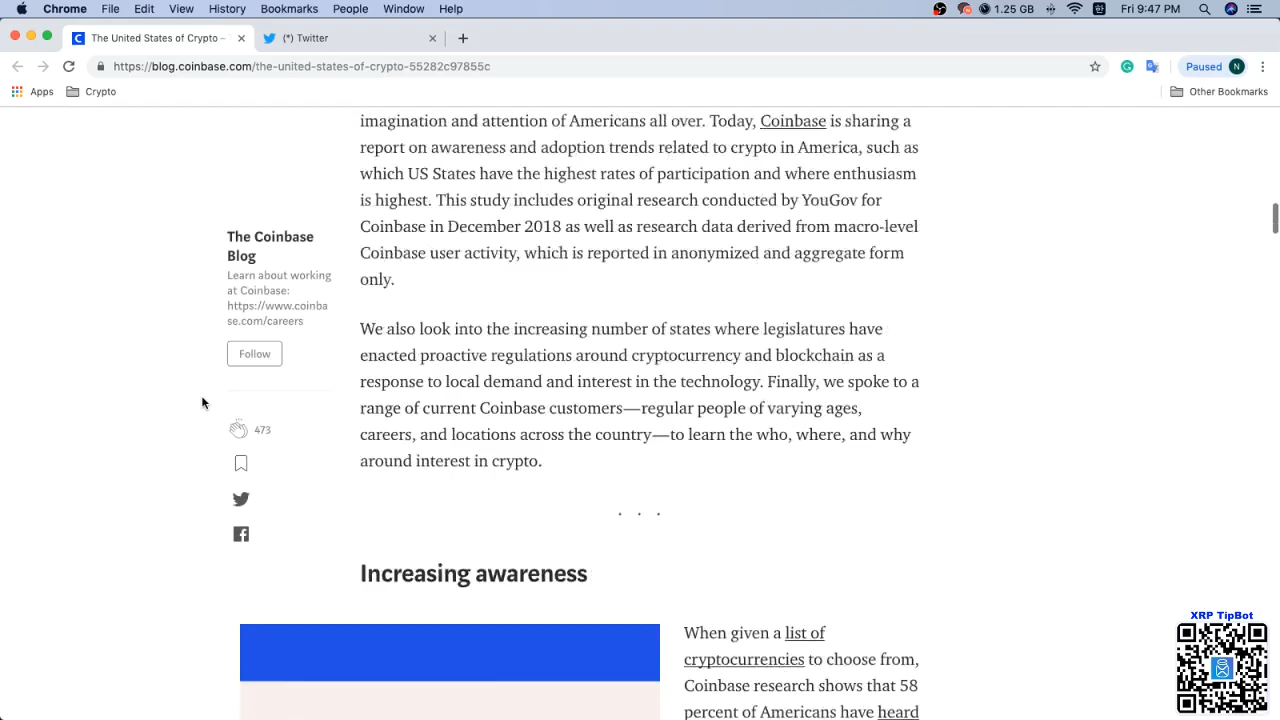 Chrome File Edit View History Bookmarks People Window Help 1.25 GB Fri 9:47 PM
The United States of Crypto – (*) Twitter
https://blog.coinbase.com/the-united-states-of-crypto-55282c97855c Paused N
Apps Crypto Other Bookmarks
imagination and attention of Americans all over. Today, Coinbase is sharing a
report on awareness and adoption trends related to crypto in America, such as
which US States have the highest rates of participation and where enthusiasm
is highest. This study includes original research conducted by YouGov for
Coinbase in December 2018 as well as research data derived from macro-level
Coinbase user activity, which is reported in anonymized and aggregate form
only.
The Coinbase
Blog
Learn about working
at Coinbase:
https://www.coinba
se.com/careers
Follow
473
We also look into the increasing number of states where legislatures have
enacted proactive regulations around cryptocurrency and blockchain as a
response to local demand and interest in the technology. Finally, we spoke to a
range of current Coinbase customers — regular people of varying ages,
careers, and locations across the country — to learn the who, where, and why
around interest in crypto.
. . .
Increasing awareness
When given a list of
cryptocurrencies to choose from,
Coinbase research shows that 58
percent of Americans have heard
XRP TipBot